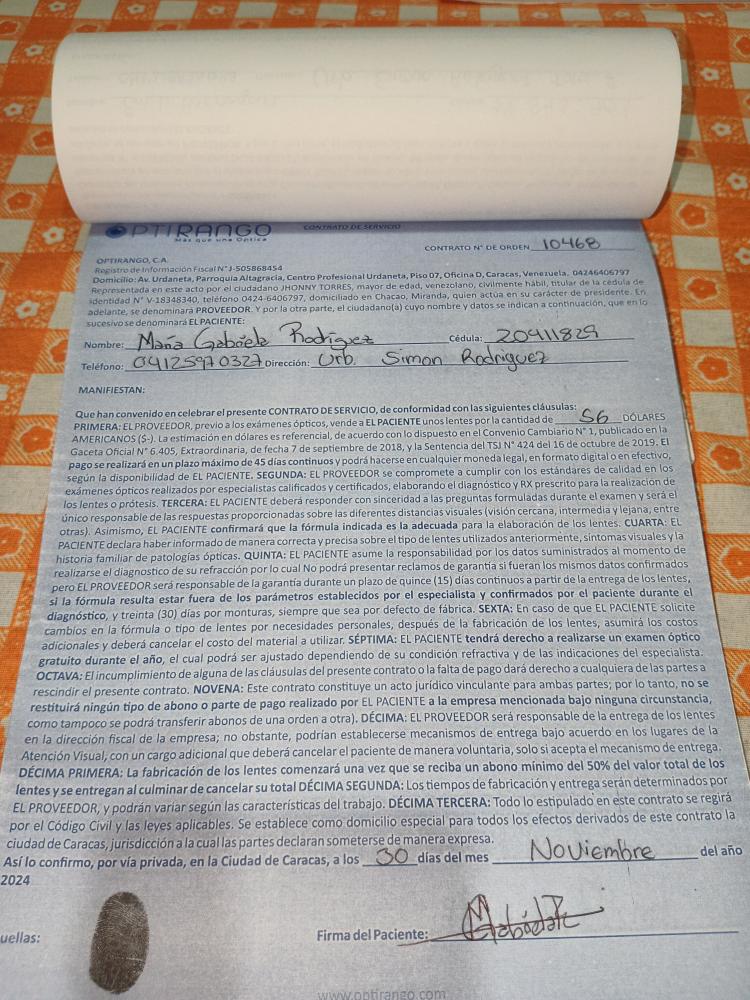 OPTIRANGO
CONTRATO DE SERVICIO
Más que una Óptica
CONTRATO N° DE ORDEN 10468
OPTIRANGO, C.A.
Registro de Información Fiscal N°J-505868454
Domicilio: Av. Urdaneta, Parroquia Altagracia, Centro Profesional Urdaneta, Piso 07, Oficina D, Caracas, Venezuela, 04246406797
Representada en este acto por el ciudadano JHONNY TORRES, mayor de edad, venezolano, civilmente hábil, titular de la cédula de
identidad N° V-18348340, teléfono 0424-6406797, domiciliado en Chacao, Miranda, quien actúa en su carácter de presidente. En
adelante, se denominará PROVEEDOR. Y por la otra parte, el ciudadano(a) cuyo nombre y datos se indican a continuación, que en lo
sucesivo se denominará EL PACIENTE:
Nombre: Maria Gabriela Rodriguez Cédula: 20411829
Teléfono: 04125970327 Dirección: Urb. Simon Rodriguez
MANIFIESTAN:
Que han convenido en celebrar el presente CONTRATO DE SERVICIO, de conformidad con las siguientes cláusulas:
PRIMERA: EL PROVEEDOR, previo a los exámenes ópticos, vende a EL PACIENTE unos lentes por la cantidad de 56 DÓLARES
AMERICANOS ($-). La estimación en dólares es referencial, de acuerdo con lo dispuesto en el Convenio Cambiario N° 1, publicado en la
Gaceta Oficial N° 6.405, Extraordinaria, de fecha 7 de septiembre de 2018, y la Sentencia del TSJ N° 424 del 16 de octubre de 2019. El
pago se realizará en un plazo máximo de 45 días continuos y podrá hacerse en cualquier moneda legal, en formato digital o en efectivo,
según la disponibilidad de EL PACIENTE. SEGUNDA: EL PROVEEDOR se compromete a cumplir con los estándares de calidad en los
exámenes ópticos realizados por especialistas calificados y certificados, elaborando el diagnóstico y RX prescrito para la realización de
los lentes o prótesis. TERCERA: EL PACIENTE deberá responder con sinceridad a las preguntas formuladas durante el examen y será el
único responsable de las respuestas proporcionadas sobre las diferentes distancias visuales (visión cercana, intermedia y lejana, entre
otras). Asimismo, EL PACIENTE confirmará que la fórmula indicada es la adecuada para la elaboración de los lentes. CUARTA: EL
PACIENTE declara haber informado de manera correcta y precisa sobre el tipo de lentes utilizados anteriormente, síntomas visuales y la
historia familiar de patologías ópticas. QUINTA: EL PACIENTE asume la responsabilidad por los datos suministrados al momento de
realizarse el diagnostico de su refracción por lo cual No podrá presentar reclamos de garantía si fueran los mismos datos confirmados
pero EL PROVEEDOR será responsable de la garantía durante un plazo de quince (15) días continuos a partir de la entrega de los lentes,
si la fórmula resulta estar fuera de los parámetros establecidos por el especialista y confirmados por el paciente durante el
diagnóstico, y treinta (30) días por monturas, siempre que sea por defecto de fábrica. SEXTA: En caso de que EL PACIENTE solicite
cambios en la fórmula o tipo de lentes por necesidades personales, después de la fabricación de los lentes, asumirá los costos
adicionales y deberá cancelar el costo del material a utilizar. SÉPTIMA: EL PACIENTE tendrá derecho a realizarse un examen óptico
gratuito durante el año, el cual podrá ser ajustado dependiendo de su condición refractiva y de las indicaciones del especialista.
OCTAVA: El incumplimiento de alguna de las cláusulas del presente contrato o la falta de pago dará derecho a cualquiera de las partes a
rescindir el presente contrato. NOVENA: Este contrato constituye un acto jurídico vinculante para ambas partes; por lo tanto, no se
restituirá ningún tipo de abono o parte de pago realizado por EL PACIENTE a la empresa mencionada bajo ninguna circunstancia,
como tampoco se podrá transferir abonos de una orden a otra). DÉCIMA: EL PROVEEDOR será responsable de la entrega de los lentes
en la dirección fiscal de la empresa; no obstante, podrían establecerse mecanismos de entrega bajo acuerdo en los lugares de la
Atención Visual, con un cargo adicional que deberá cancelar el paciente de manera voluntaria, solo si acepta el mecanismo de entrega.
DÉCIMA PRIMERA: La fabricación de los lentes comenzará una vez que se reciba un abono mínimo del 50% del valor total de los
lentes y se entregan al culminar de cancelar su total DÉCIMA SEGUNDA: Los tiempos de fabricación y entrega serán determinados por
EL PROVEEDOR, y podrán variar según las características del trabajo. DÉCIMA TERCERA: Todo lo estipulado en este contrato se regirá
por el Código Civil y las leyes aplicables. Se establece como domicilio especial para todos los efectos derivados de este contrato la
ciudad de Caracas, jurisdicción a la cual las partes declaran someterse de manera expresa.
Así lo confirmo, por vía privada, en la Ciudad de Caracas, a los 30 días del mes Noviembre del año
2024
uellas:
Firma del Paciente:
www.optirango.com